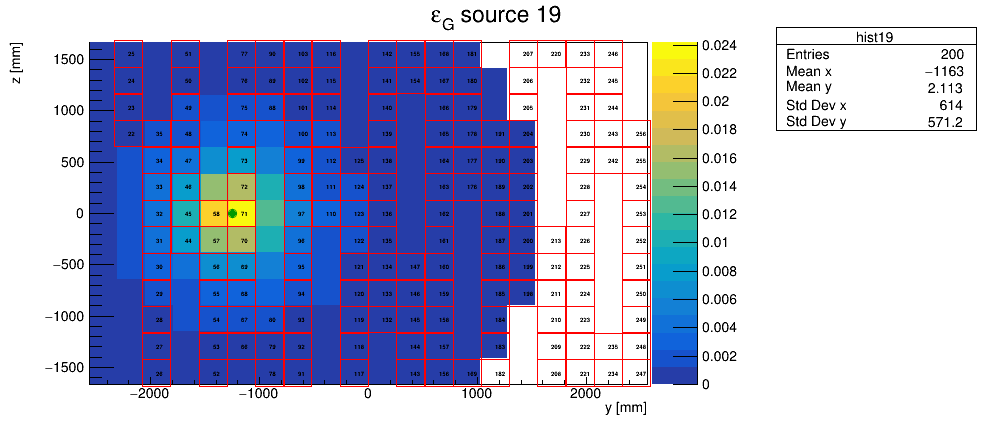 ε_G source 19
z [mm]
1500
1000
500
0
−500
−1000
−1500
25 51 77 90 103 116 142 155 168 181 207 220 233 246
24 50 76 89 102 115 141 154 167 180 206 232 245
23 49 75 88 101 114 140 166 179 205 231 244
22 35 48 74 100 113 139 165 178 191 204 230 243 256
34 47 73 99 112 125 138 164 177 190 203 229 242 255
33 46 72 98 111 124 137 163 176 189 202 228 254
32 45 58 71 97 110 123 136 162 188 201 227 253
31 44 57 70 96 122 135 161 187 200 213 226 252
30 56 69 95 121 134 147 160 186 199 212 225 251
29 55 68 94 120 133 146 159 185 198 211 224 250
28 54 67 80 93 119 132 145 158 184 210 223 249
27 53 66 79 92 118 144 157 183 209 222 235 248
26 52 78 91 117 143 156 169 182 208 221 234 247
−2000 −1000 0 1000 2000
y [mm]
0.024
0.022
0.02
0.018
0.016
0.014
0.012
0.01
0.008
0.006
0.004
0.002
0
hist19
Entries 200
Mean x −1163
Mean y 2.113
Std Dev x 614
Std Dev y 571.2